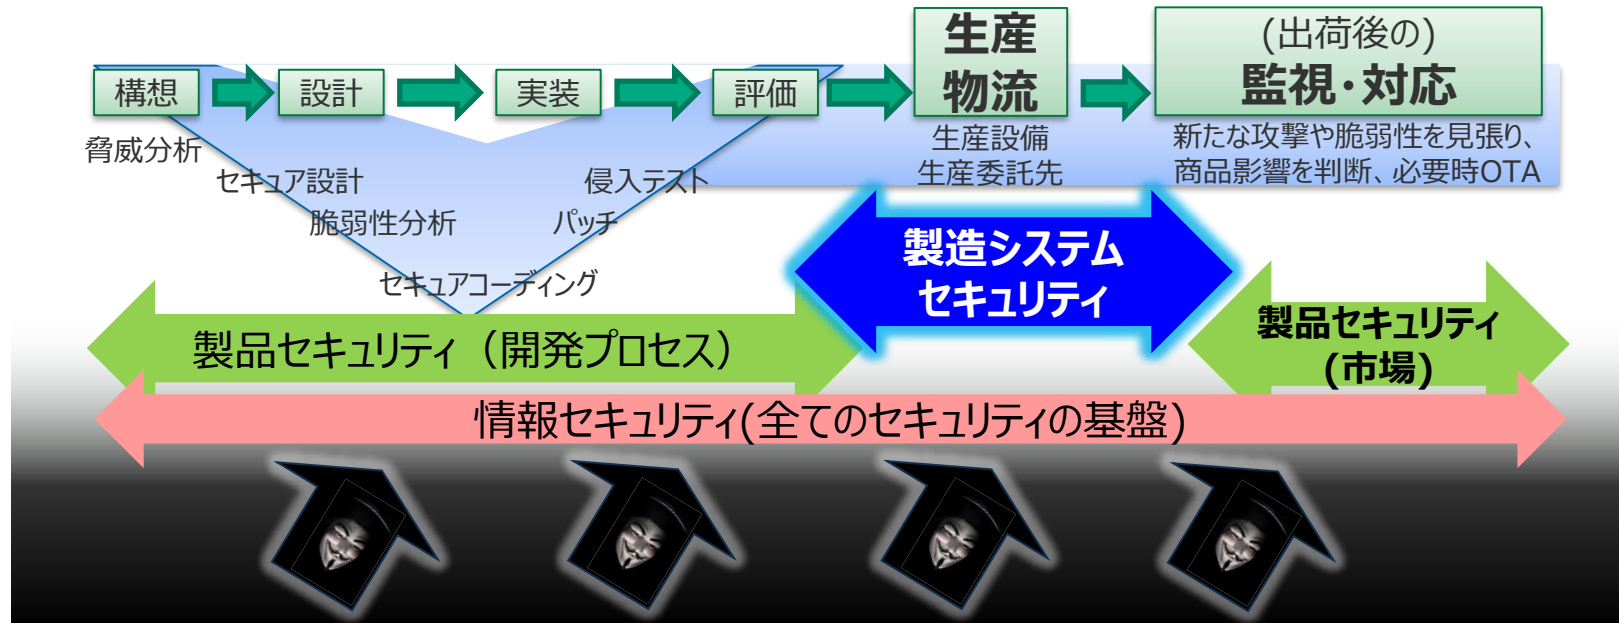 構想
設計
実装
評価
生産
物流
(出荷後の)
監視・対応
脅威分析
セキュア設計
脆弱性分析
セキュアコーディング
パッチ
侵入テスト
生産設備
生産委託先
新たな攻撃や脆弱性を見張り、
商品影響を判断、必要時OTA
製造システム
セキュリティ
製品セキュリティ（開発プロセス）
製品セキュリティ
(市場)
情報セキュリティ(全てのセキュリティの基盤)